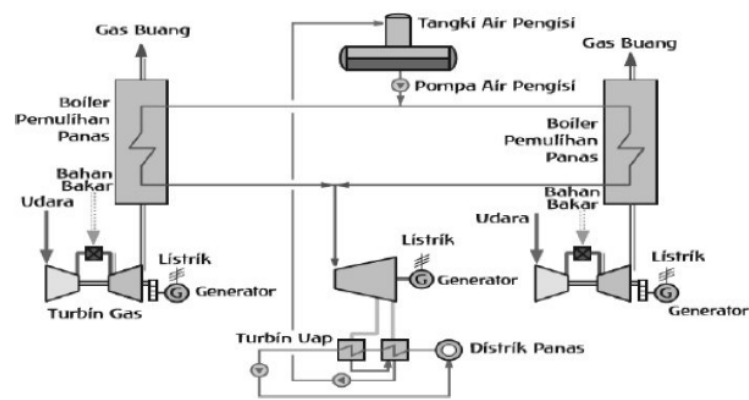 Gas Buang
Tangki Air Pengisi
Gas Buang
Pompa Air Pengisi
Boiler
Pemulihan
Panas
Boiler
Pemulihan
Panas
Bahan
Bakar
Udara
Bahan
Bakar
Udara
Listrik
G
Generator
Turbin Gas
Listrik
G
Generator
Listrik
G
Generator
Turbin Uap
Distrik Panas